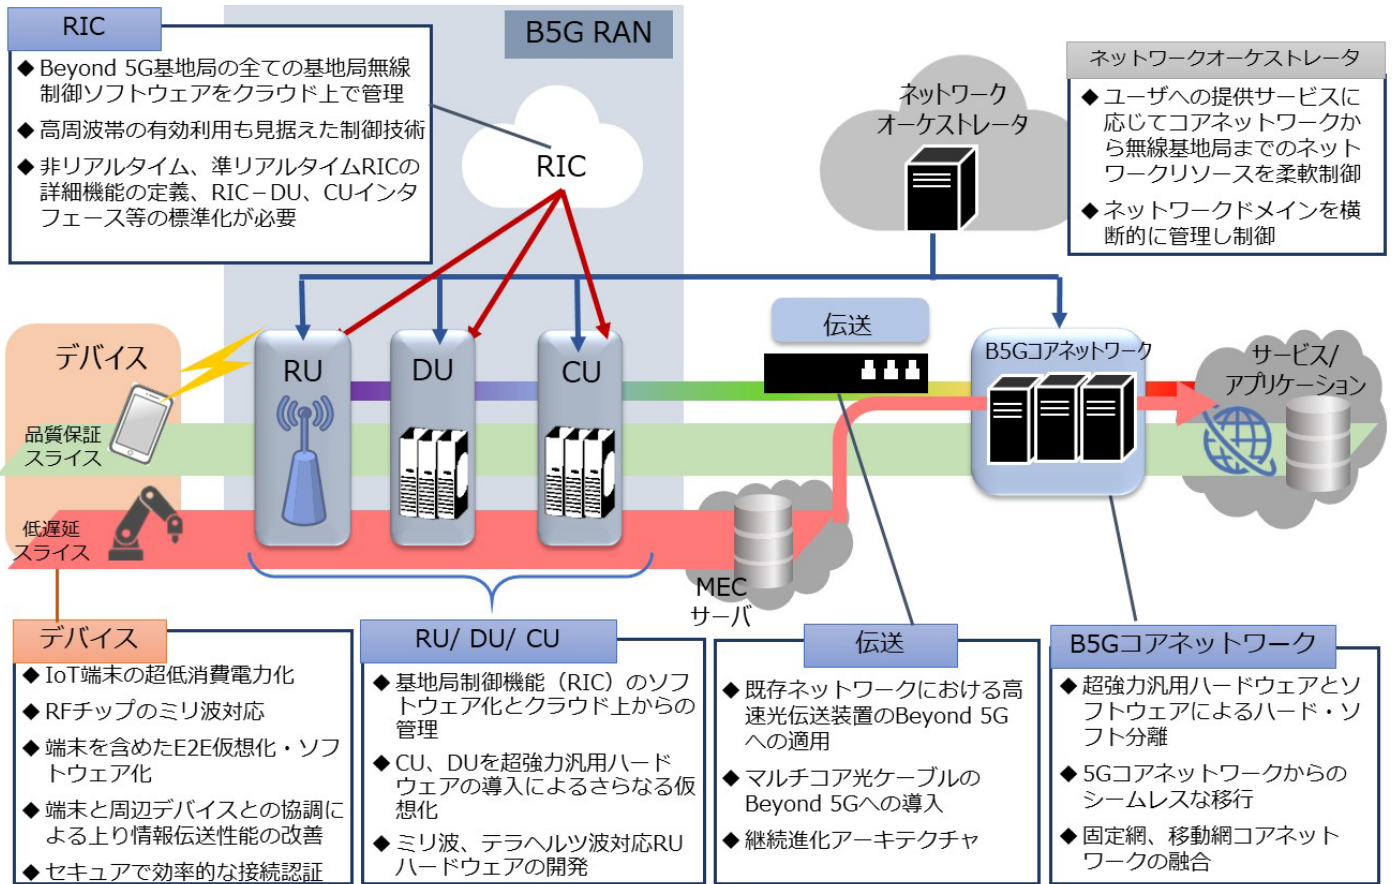 RIC
◆ Beyond 5G基地局の全ての基地局無線
制御ソフトウェアをクラウド上で管理
◆ 高周波帯の有効利用も見据えた制御技術
◆ 非リアルタイム、準リアルタイムRICの
詳細機能の定義、RIC－DU、CUインタ
フェース等の標準化が必要
B5G RAN
RIC
ネットワーク
オーケストレータ
ネットワークオーケストレータ
◆ ユーザへの提供サービスに
応じてコアネットワークか
ら無線基地局までのネット
ワークリソースを柔軟制御
◆ ネットワークドメインを横
断的に管理し制御
デバイス
RU
DU
CU
伝送
B5Gコアネットワーク
サービス/
アプリケーション
品質保証
スライス
低遅延
スライス
MEC
サーバ
デバイス
◆ IoT端末の超低消費電力化
◆ RFチップのミリ波対応
◆ 端末を含めたE2E仮想化・ソフ
トウェア化
◆ 端末と周辺デバイスとの協調に
よる上り情報伝送性能の改善
◆ セキュアで効率的な接続認証
RU/ DU/ CU
◆ 基地局制御機能（RIC）のソフ
トウェア化とクラウド上からの
管理
◆ CU、DUを超強力汎用ハード
ウェアの導入によるさらなる仮
想化
◆ ミリ波、テラヘルツ波対応RU
ハードウェアの開発
伝送
◆ 既存ネットワークにおける高
速光伝送装置のBeyond 5G
への適用
◆ マルチコア光ケーブルの
Beyond 5Gへの導入
◆ 継続進化アーキテクチャ
B5Gコアネットワーク
◆ 超強力汎用ハードウェアとソ
フトウェアによるハード・ソ
フト分離
◆ 5Gコアネットワークからの
シームレスな移行
◆ 固定網、移動網コアネット
ワークの融合